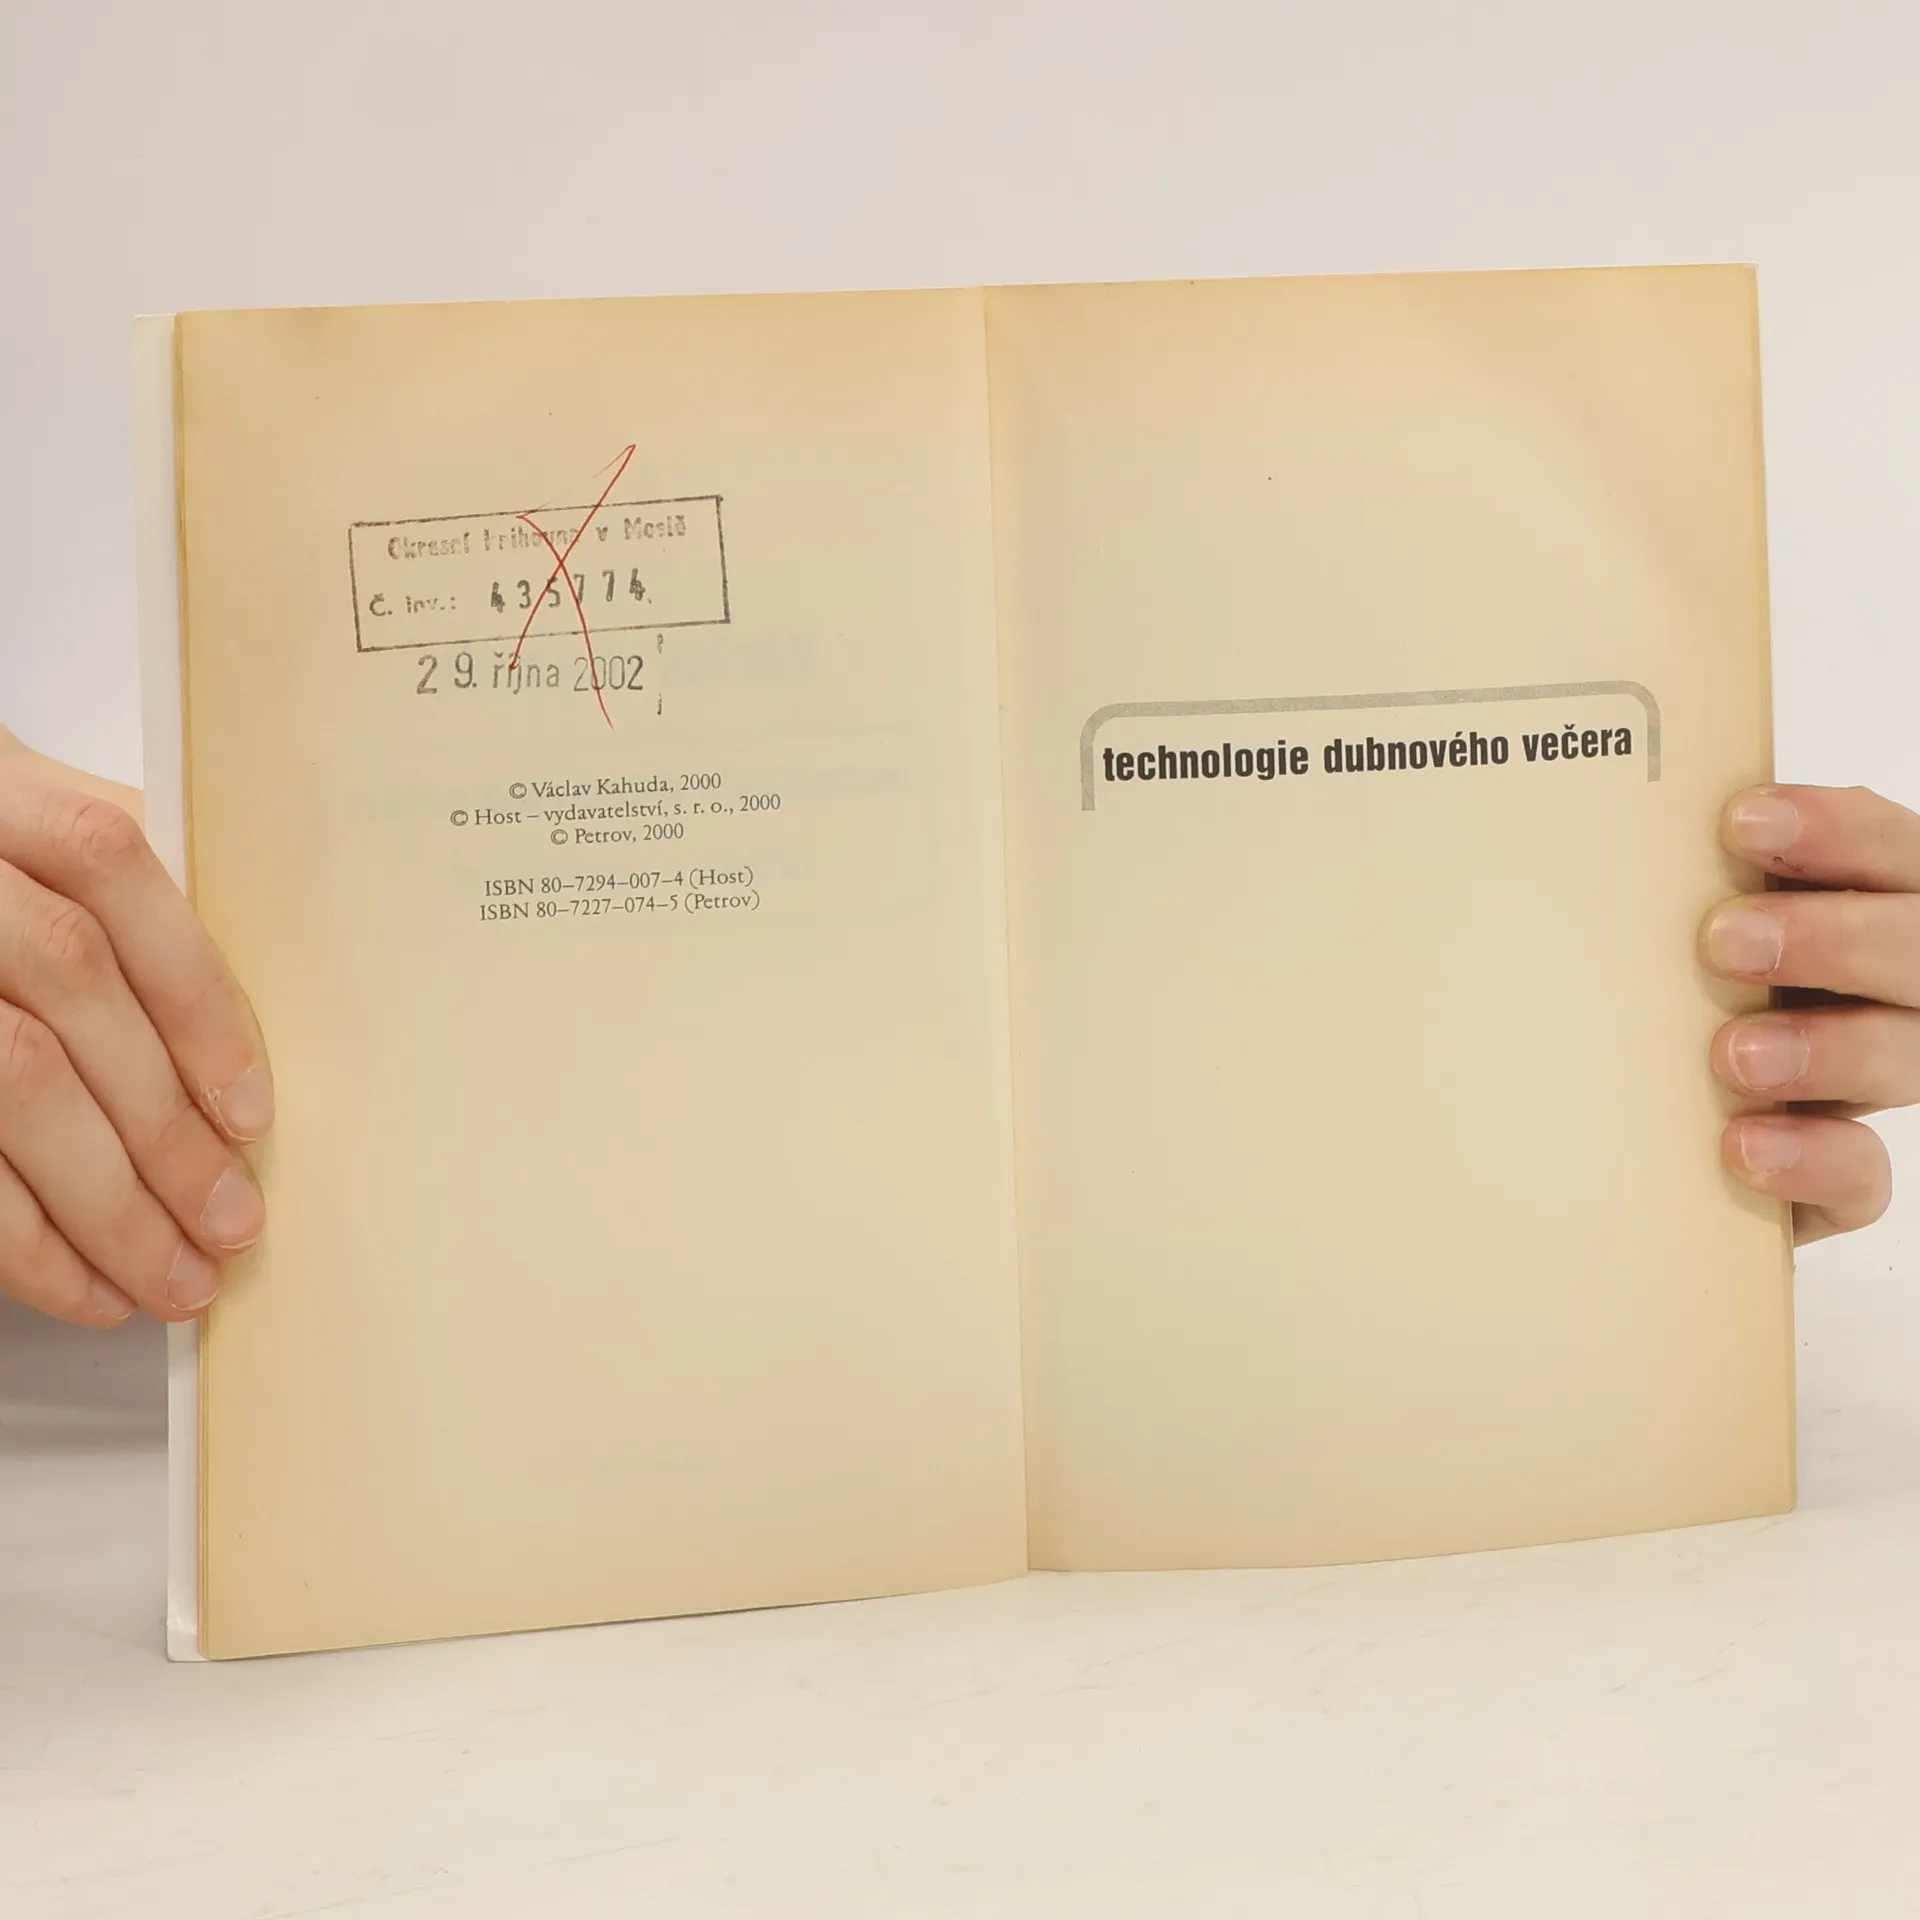 Okresní knihovna v Mostě
Č. inv.: 435774
29. října 2002
© Václav Kahuda, 2000
© Host – vydavatelství, s. r. o., 2000
© Petrov, 2000
ISBN 80–7294–007–4 (Host)
ISBN 80–7227–074–5 (Petrov)
technologie dubnového večera